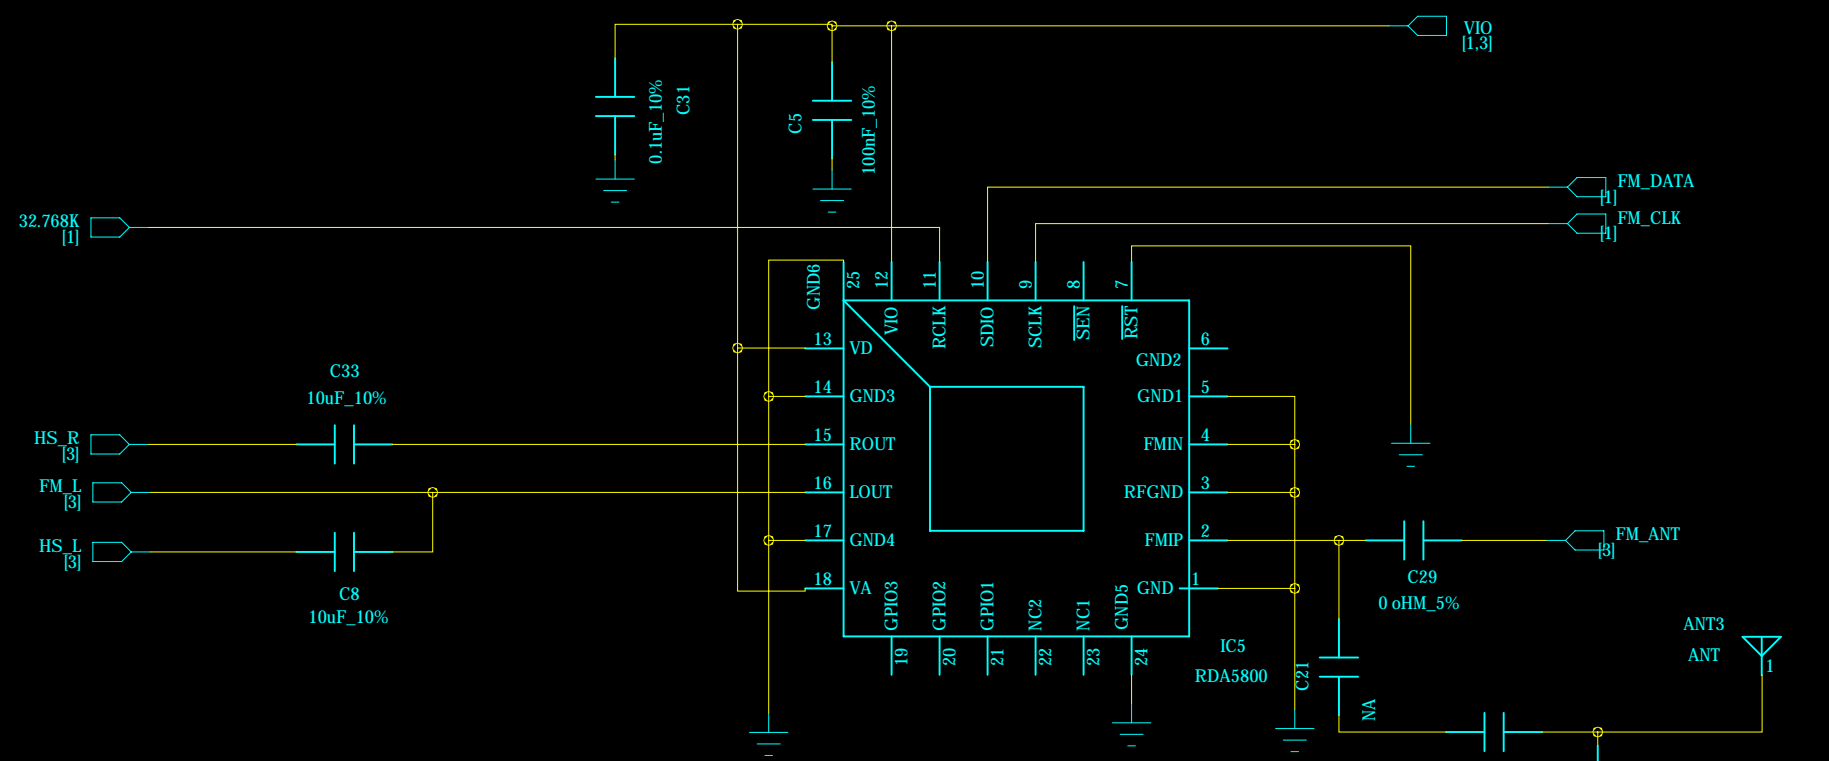 VIO
[1,3]
0.1uF_10%
C31
C5
100nF_10%
FM_DATA
[1]
FM_CLK
[1]
32.768K
[1]
GND6
25
12
11
10
9
8
7
VIO
RCLK
SDIO
SCLK
SEN
RST
13
VD
6
GND2
14
GND3
5
GND1
C33
10uF_10%
HS_R
[3]
15
ROUT
4
FMIN
FM_L
[3]
16
LOUT
3
RFGND
HS_L
[3]
17
GND4
2
FMIP
FM_ANT
[3]
C29
0 oHM_5%
C8
10uF_10%
18
VA
1
GND
GPIO3
GPIO2
GPIO1
NC2
NC1
GND5
19
20
21
22
23
24
IC5
RDA5800
C21
NA
ANT3
ANT
1